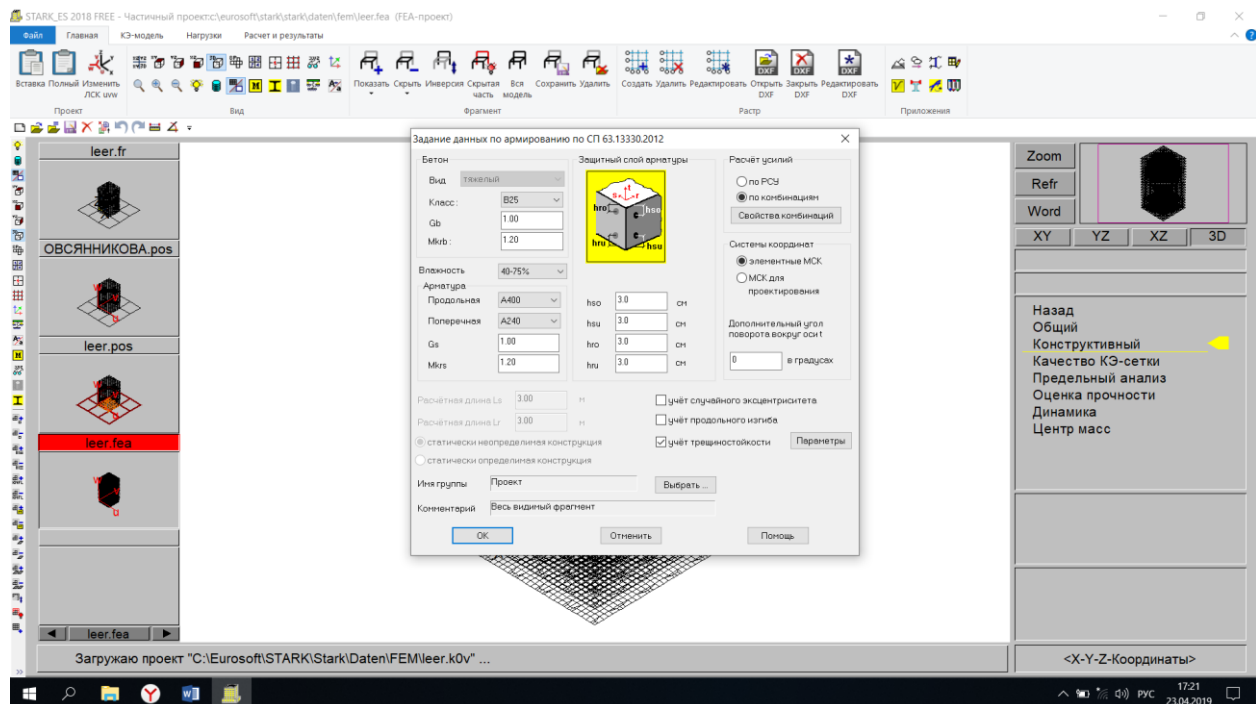 STARK_ES 2018 FREE - Частичный проект:c:\eurosoft\stark\stark\daten\fem\leer.fea (FEA-проект)
Файл Главная КЭ-модель Нагрузки Расчет и результаты
Вставка Полный Изменить ЛСК uvw
Показать Скрыть Инверсия Скрытая часть Вся модель Сохранить Удалить
Создать Удалить Редактировать Открыть DXF Закрыть DXF Редактировать DXF
Проект Вид Фрагмент Растр Приложения
leer.fr
ОВСЯННИКОВА.pos
leer.pos
leer.fea
leer.fea
Задание данных по армированию по СП 63.13330.2012
Бетон
Вид тяжелый
Класс: B25
Gb 1.00
Mkrb: 1.20
Влажность 40-75%
Арматура
Продольная A400
Поперечная A240
Gs 1.00
Mkrs 1.20
Защитный слой арматуры
s t r
hro hso
hru hsu
hso 3.0 см
hsu 3.0 см
hro 3.0 см
hru 3.0 см
Расчёт усилий
по РСУ
по комбинациям
Свойства комбинаций
Системы координат
элементные МСК
МСК для
проектирования
Дополнительный угол
поворота вокруг оси t
0 в градусах
Расчётная длина Ls 3.00 м
Расчётная длина Lr 3.00 м
статически неопределимая конструкция
статически определимая конструкция
учёт случайного эксцентриситета
учёт продольного изгиба
учёт трещиностойкости Параметры
Имя группы Проект Выбрать ...
Комментарий Весь видимый фрагмент
OK Отменить Помощь
Zoom
Refr
Word
XY YZ XZ 3D
Назад
Общий
Конструктивный
Качество КЭ-сетки
Предельный анализ
Оценка прочности
Динамика
Центр масс
Загружаю проект "C:\Eurosoft\STARK\Stark\Daten\FEM\leer.k0v" ...
<X-Y-Z-Координаты>
РУС
17:21
23.04.2019